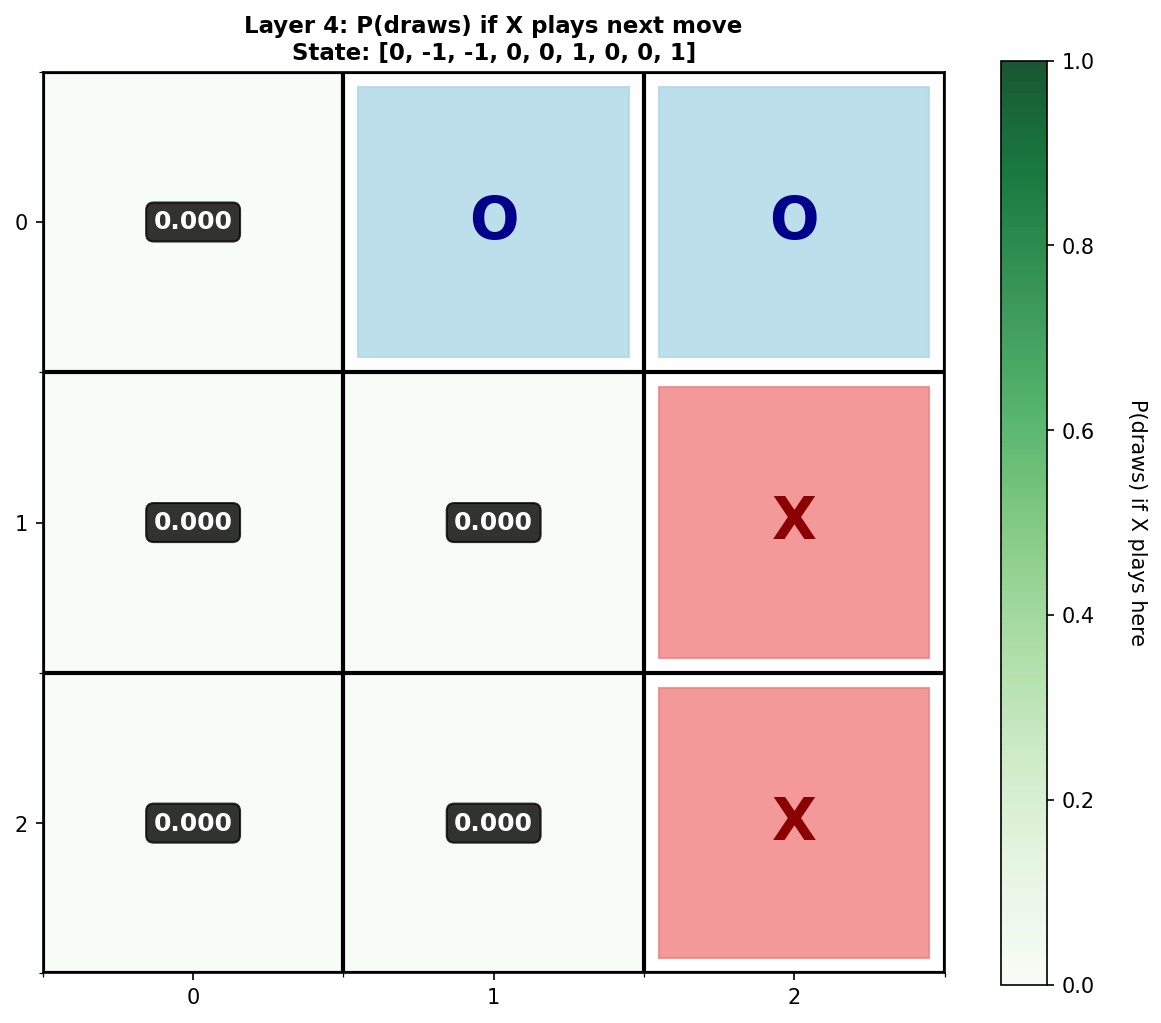 Layer 4: P(draws) if X plays next move
State: [0, -1, -1, 0, 0, 1, 0, 0, 1]
0
0.000
O
O
1
0.000
0.000
X
2
0.000
0.000
X
0
1
2
1.0
0.8
0.6
0.4
0.2
0.0
P(draws) if X plays here